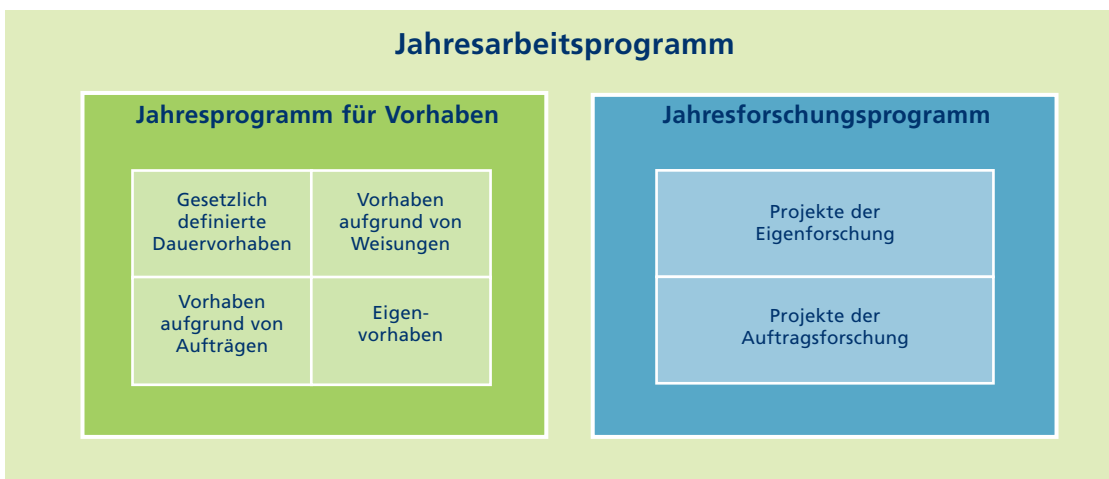 Jahresarbeitsprogramm
Jahresprogramm für Vorhaben
Gesetzlich
definierte
Dauervorhaben
Vorhaben
aufgrund von
Weisungen
Vorhaben
aufgrund von
Aufträgen
Eigen-
vorhaben
Jahresforschungsprogramm
Projekte der
Eigenforschung
Projekte der
Auftragsforschung